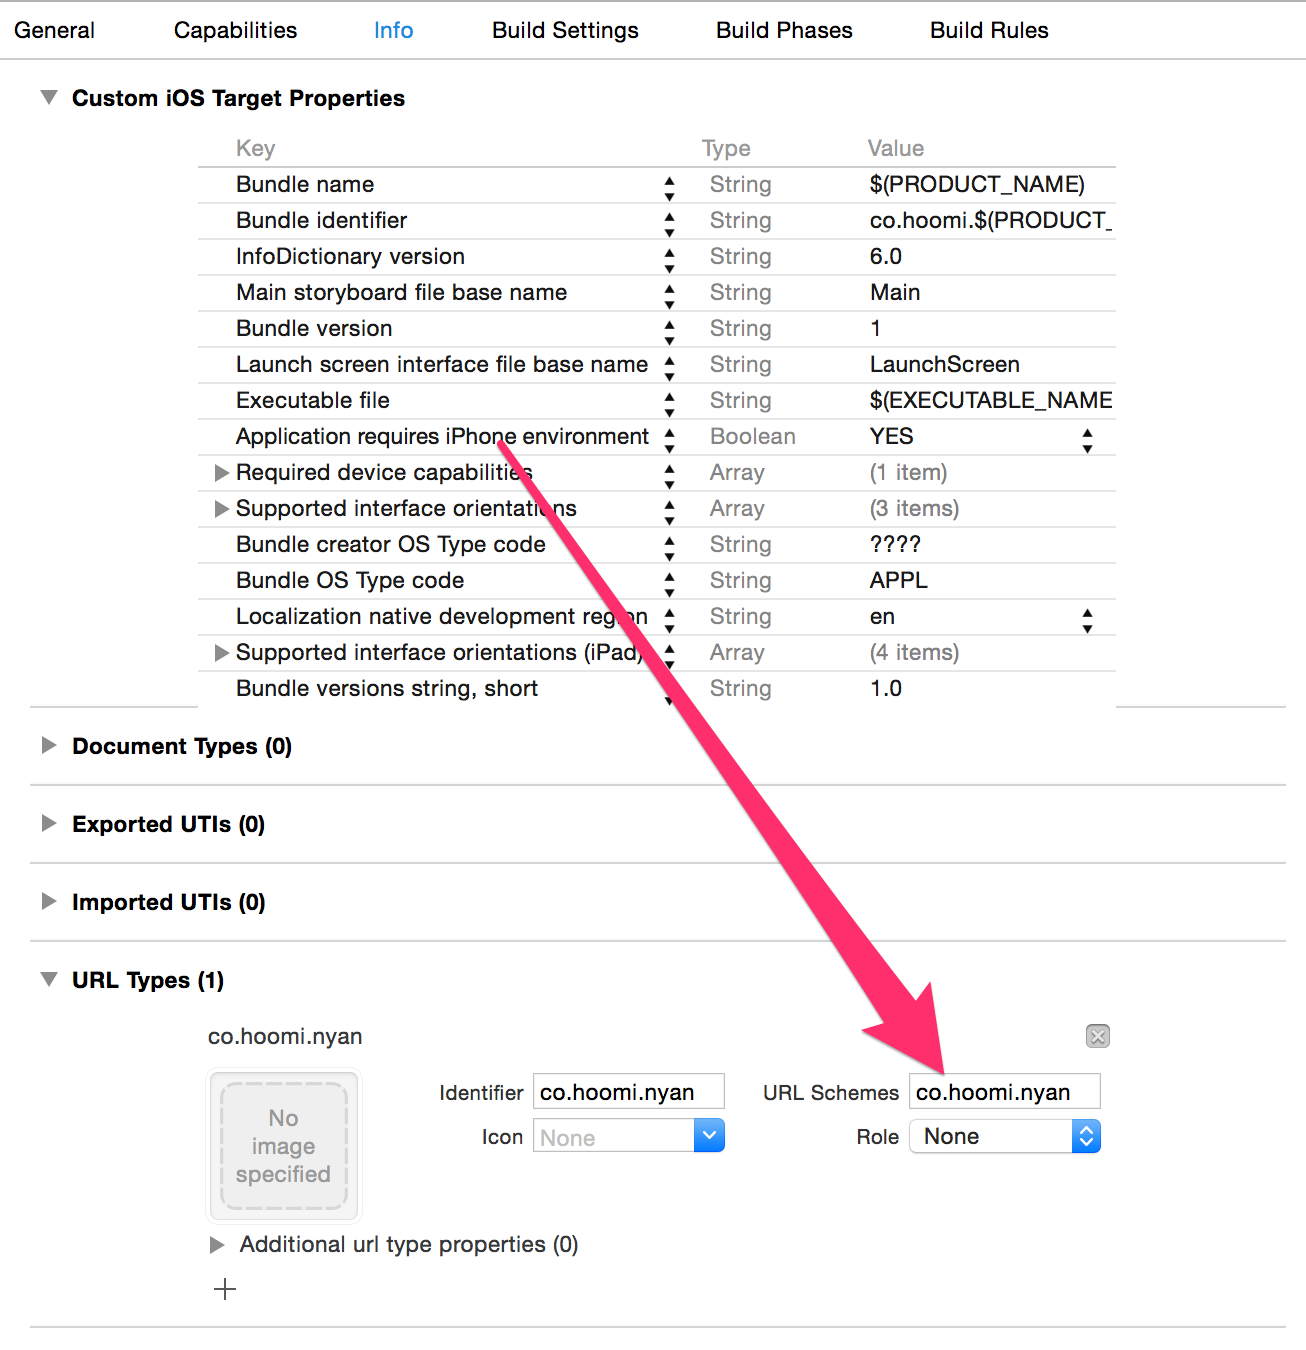 General Capabilities Info Build Settings Build Phases Build Rules
Custom iOS Target Properties
Key Type Value
Bundle name String $(PRODUCT_NAME)
Bundle identifier String co.hoomi.$(PRODUCT_
InfoDictionary version String 6.0
Main storyboard file base name String Main
Bundle version String 1
Launch screen interface file base name String LaunchScreen
Executable file String $(EXECUTABLE_NAME
Application requires iPhone environment Boolean YES
Required device capabilities Array (1 item)
Supported interface orientations Array (3 items)
Bundle creator OS Type code String ????
Bundle OS Type code String APPL
Localization native development region String en
Supported interface orientations (iPad) Array (4 items)
Bundle versions string, short String 1.0
Document Types (0)
Exported UTIs (0)
Imported UTIs (0)
URL Types (1)
co.hoomi.nyan
No
image
specified
Identifier co.hoomi.nyan URL Schemes co.hoomi.nyan
Icon None Role None
Additional url type properties (0)